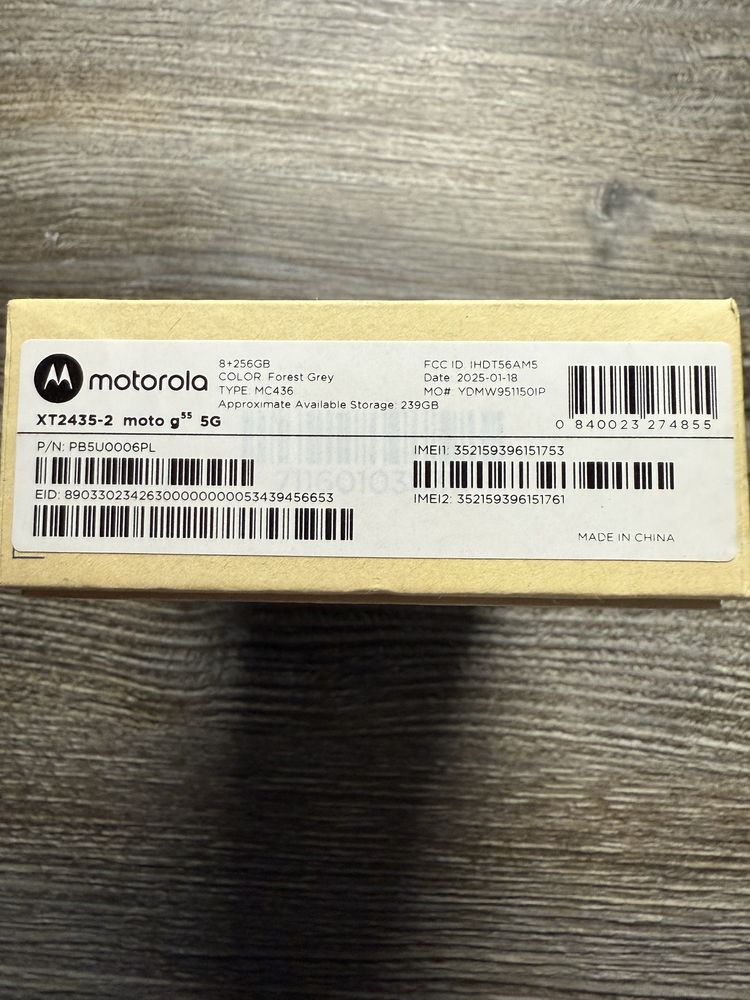 motorola
8+256GB
COLOR: Forest Grey
TYPE: MC436
Approximate Available Storage: 239GB
FCC ID: IHDT56AM5
Date: 2025-01-18
MO# YDMW951150IP
0 840023 274855
XT2435-2 moto g⁵⁵ 5G
P/N: PB5U0006PL
EID: 89033023426300000000053439456653
IMEI1: 352159396151753
IMEI2: 352159396151761
MADE IN CHINA